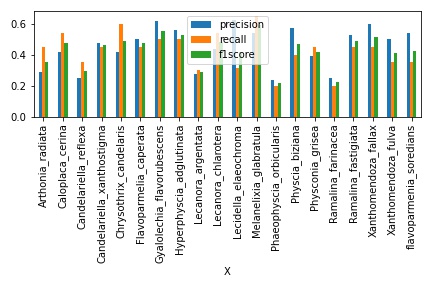 precision
recall
f1score
0.6
0.4
0.2
0.0
Arthonia_radiata
Caloplaca_cerina
Candelariella_reflexa
Candelariella_xanthostigma
Chrysothrix_candelaris
Flavoparmelia_caperata
Gyalolechia_flavorubescens
Hyperphyscia_adglutinata
Lecanora_argentata
Lecanora_chlarotera
Lecidella_elaeochroma
Melanelixia_glabratula
Phaeophyscia_orbicularis
Physcia_biziana
Physconia_grisea
Ramalina_farinacea
Ramalina_fastigiata
Xanthomendoza_fallax
Xanthomendoza_fulva
flavoparmenia_soredians
X